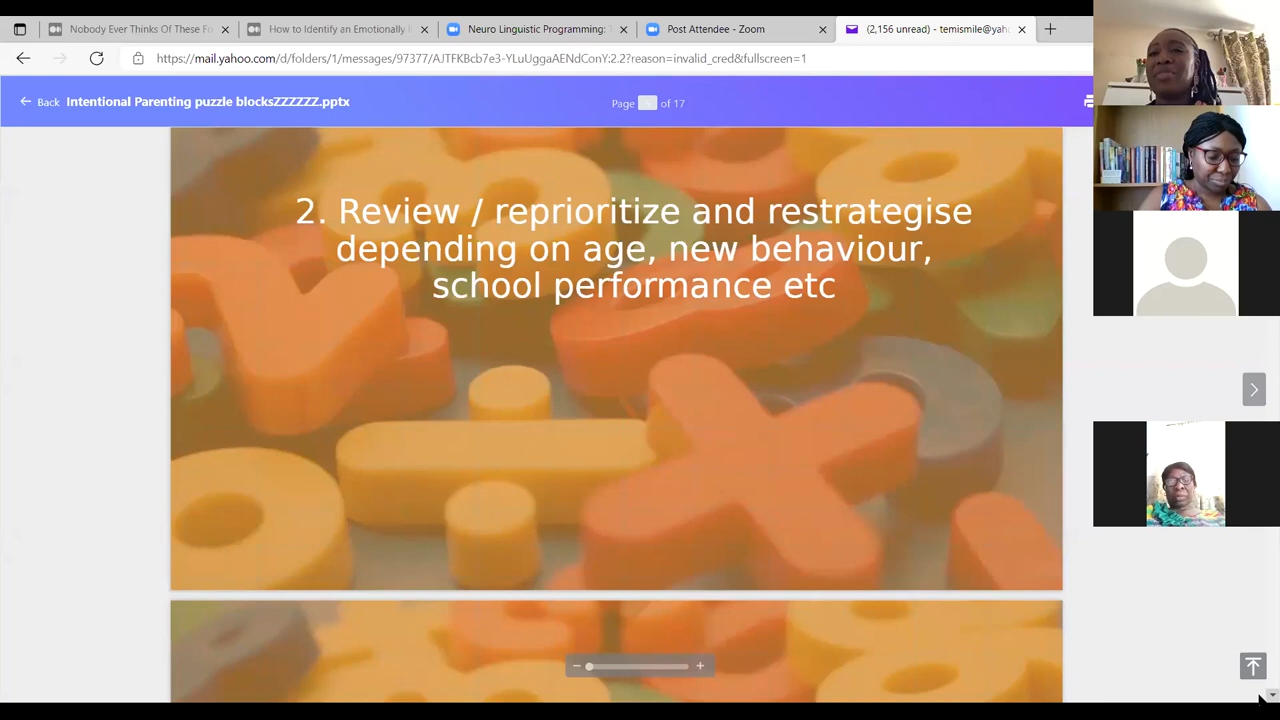 Nobody Ever Thinks Of These Fo
How to Identify an Emotionally I
Neuro Linguistic Programming:
Post Attendee - Zoom
(2,156 unread) - temismile@yaho
https://mail.yahoo.com/d/folders/1/messages/97377/AJTFKBcb7e3-YLuUggaAENdConY:2.2?reason=invalid_cred&fullscreen=1
Back Intentional Parenting puzzle blocksZZZZZZ.pptx
Page of 17
2. Review / reprioritize and restrategise
depending on age, new behaviour,
school performance etc